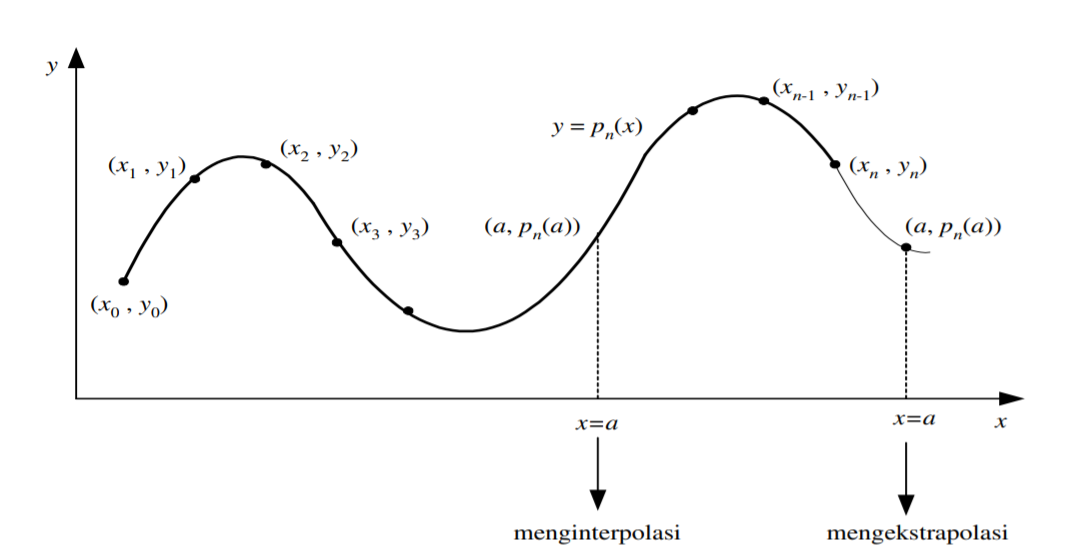 y
(x₁ , y₁)
(x₂ , y₂)
(x₃ , y₃)
(x₀ , y₀)
y = pₙ(x)
(a, pₙ(a))
(xₙ₋₁ , yₙ₋₁)
(xₙ , yₙ)
(a, pₙ(a))
x=a
x=a
x
menginterpolasi
mengekstrapolasi